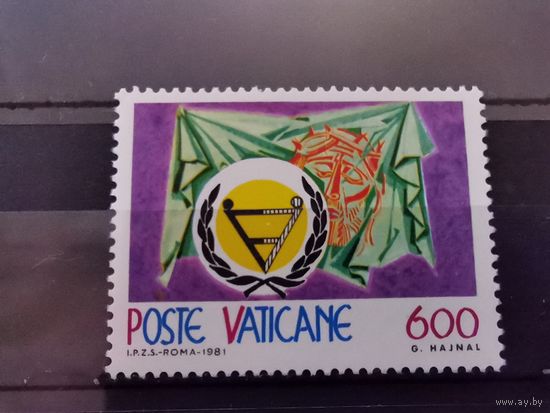 POSTE VATICANE 600
I.P.Z.S.-ROMA-1981 G. HAJNAL
www.ay.by